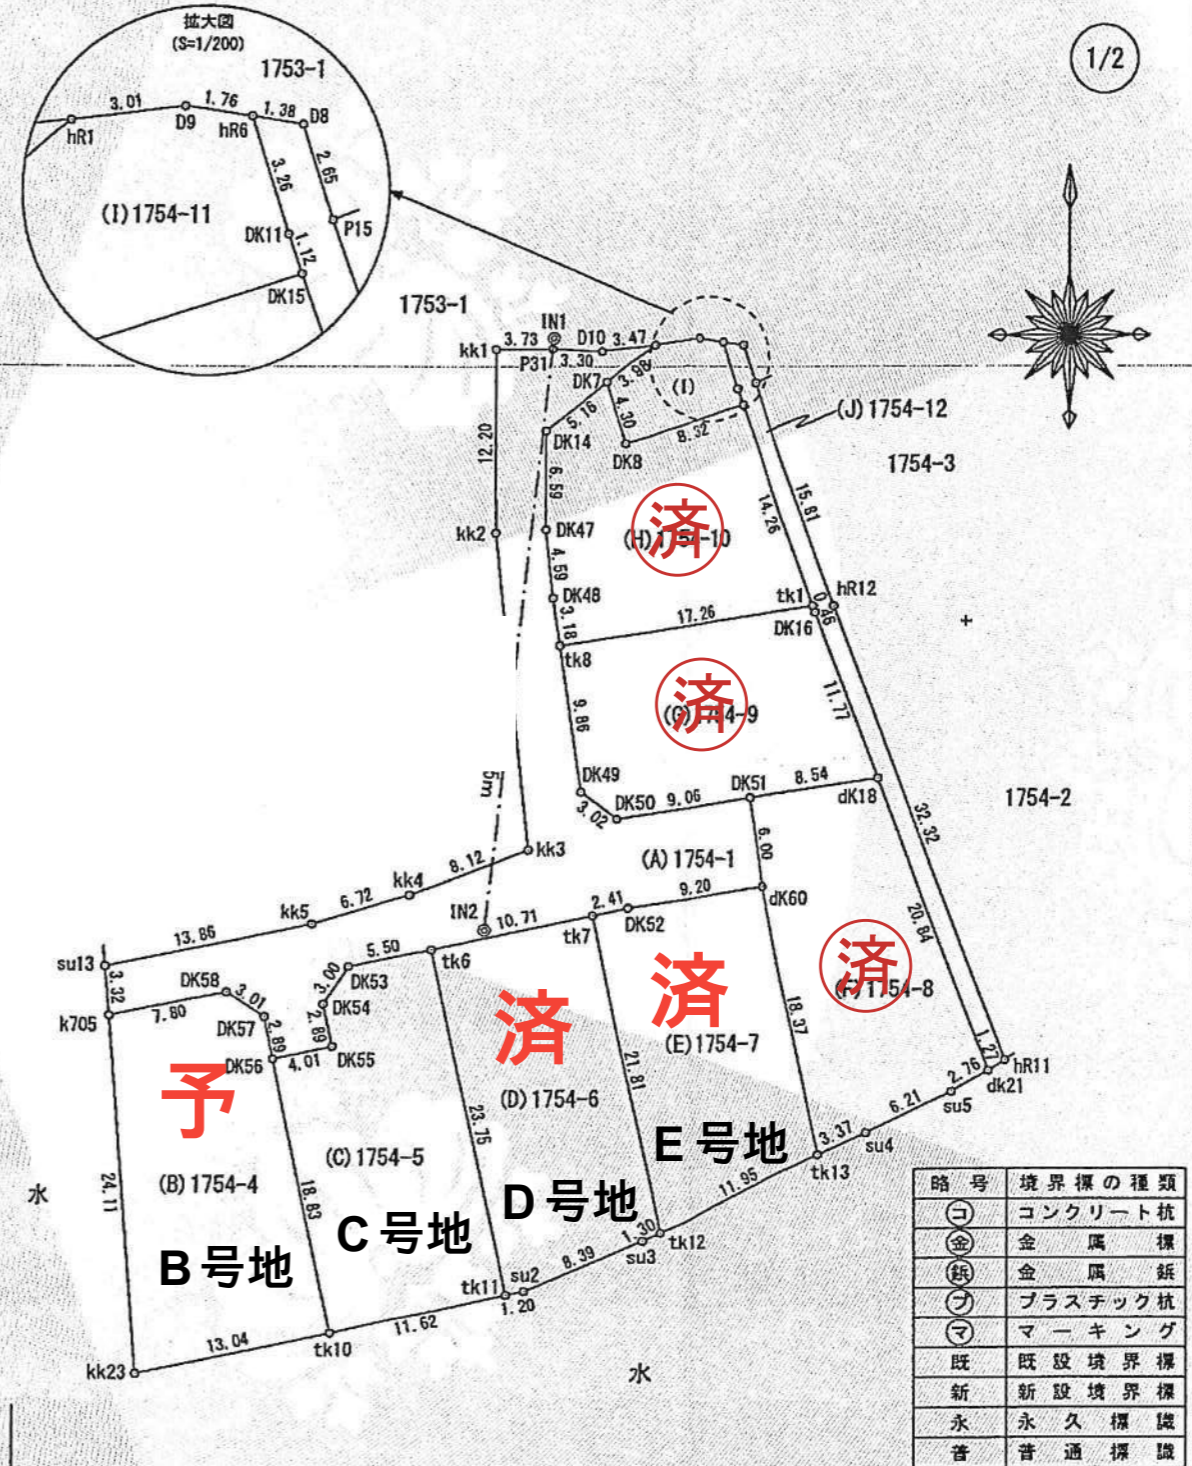 拡大図
(S=1/200)
1/2
1753-1
3.01
1.76
1.38
hR1
D9
hR6
D8
3.26
2.65
(I)1754-11
DK11
P15
1.12
DK15
1753-1
IN1
3.73
D10
3.47
kk1
P31
3.30
DK7
3.98
(I)
4.30
5.16
8.32
(J)1754-12
DK14
DK8
12.20
6.59
1754-3
14.26
15.81
kk2
DK47
(H)1754-10
済
4.59
DK48
tk1
hR12
0.46
17.26
3.18
DK16
tk8
9.86
(G)1754-9
済
11.77
DK49
5m
DK50
9.06
DK51
8.54
dK18
3.02
1754-2
32.32
kk3
(A)1754-1
6.00
8.12
kk4
6.72
9.20
dK60
kk5
IN2
10.71
2.41
DK52
tk7
13.86
20.84
su13
5.50
tk6
DK53
3.32
DK58
3.01
3.00
DK54
済
済
済
(F)1754-8
k705
7.80
DK57
2.89
2.89
18.37
DK56
4.01
DK55
21.81
(E)1754-7
1.27
hR11
dk21
2.76
su5
予
(D)1754-6
23.75
6.21
3.37
su4
E号地
(C)1754-5
tk13
(B)1754-4
24.11
18.83
11.95
水
D号地
C号地
1.30
tk12
su3
B号地
8.39
su2
tk11
1.20
11.62
13.04
tk10
kk23
水
略号 境界標の種類
コ コンクリート杭
金 金属標
鋲 金属鋲
プ プラスチック杭
マ マーキング
既 既設境界標
新 新設境界標
永 永久標識
普 普通標識